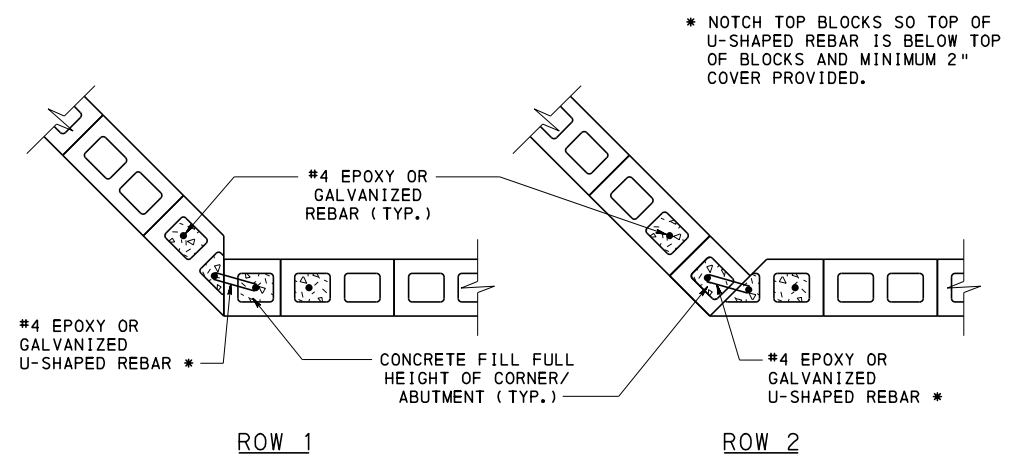 * NOTCH TOP BLOCKS SO TOP OF
U-SHAPED REBAR IS BELOW TOP
OF BLOCKS AND MINIMUM 2"
COVER PROVIDED.
#4 EPOXY OR
GALVANIZED
REBAR (TYP.)
#4 EPOXY OR
GALVANIZED
U-SHAPED REBAR *
CONCRETE FILL FULL
HEIGHT OF CORNER/
ABUTMENT (TYP.)
#4 EPOXY OR
GALVANIZED
U-SHAPED REBAR *
ROW 1
ROW 2